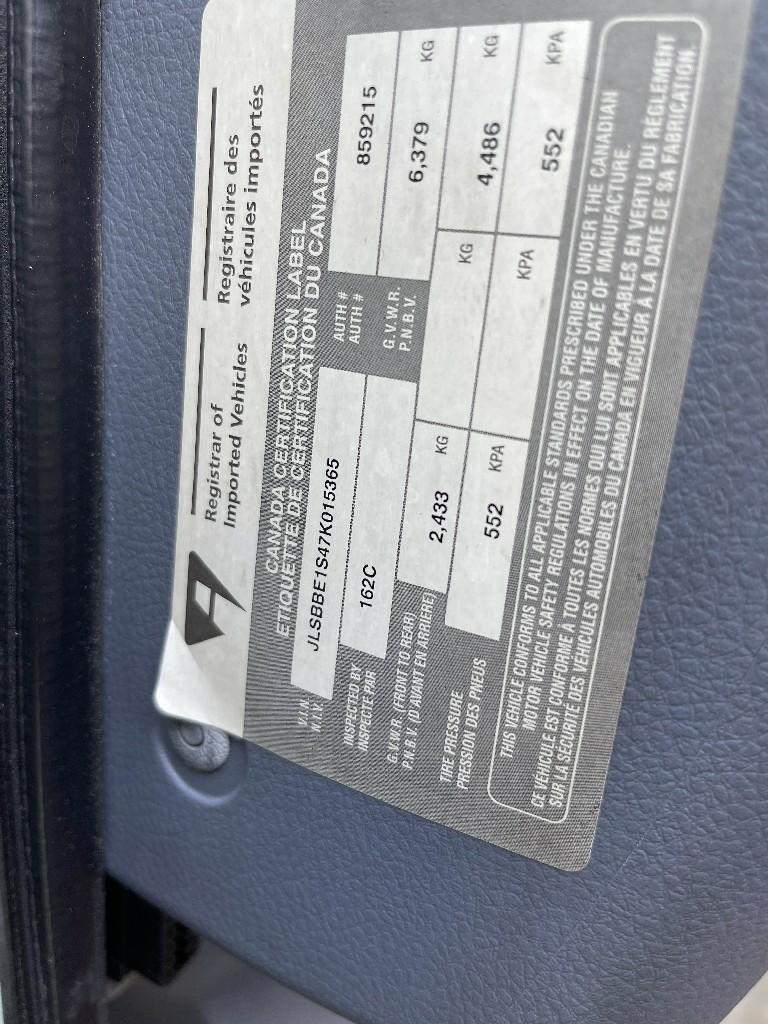 Registrar of
Imported Vehicles
Registraire des
véhicules importés
CANADA CERTIFICATION LABEL
ETIQUETTE DE CERTIFICATION DU CANADA
V.I.N.
N.I.V.
JLSBBE1S47K015365
AUTH #
AUTH #
859215
INSPECTED BY
INSPECTÉ PAR
162C
G.V.W.R.
P.N.B.V.
6,379 KG
G.V.W.R. (FRONT TO REAR)
P.N.B.V. (D'AVANT EN ARRIÈRE)
2,433 KG KG 4,486 KG
TIRE PRESSURE
PRESSION DES PNEUS
552 KPA KPA 552 KPA
THIS VEHICLE CONFORMS TO ALL APPLICABLE STANDARDS PRESCRIBED UNDER THE CANADIAN
MOTOR VEHICLE SAFETY REGULATIONS IN EFFECT ON THE DATE OF MANUFACTURE.
CE VÉHICULE EST CONFORME À TOUTES LES NORMES QUI LUI SONT APPLICABLES EN VERTU DU RÈGLEMENT
SUR LA SÉCURITÉ DES VÉHICULES AUTOMOBILES DU CANADA EN VIGUEUR À LA DATE DE SA FABRICATION.